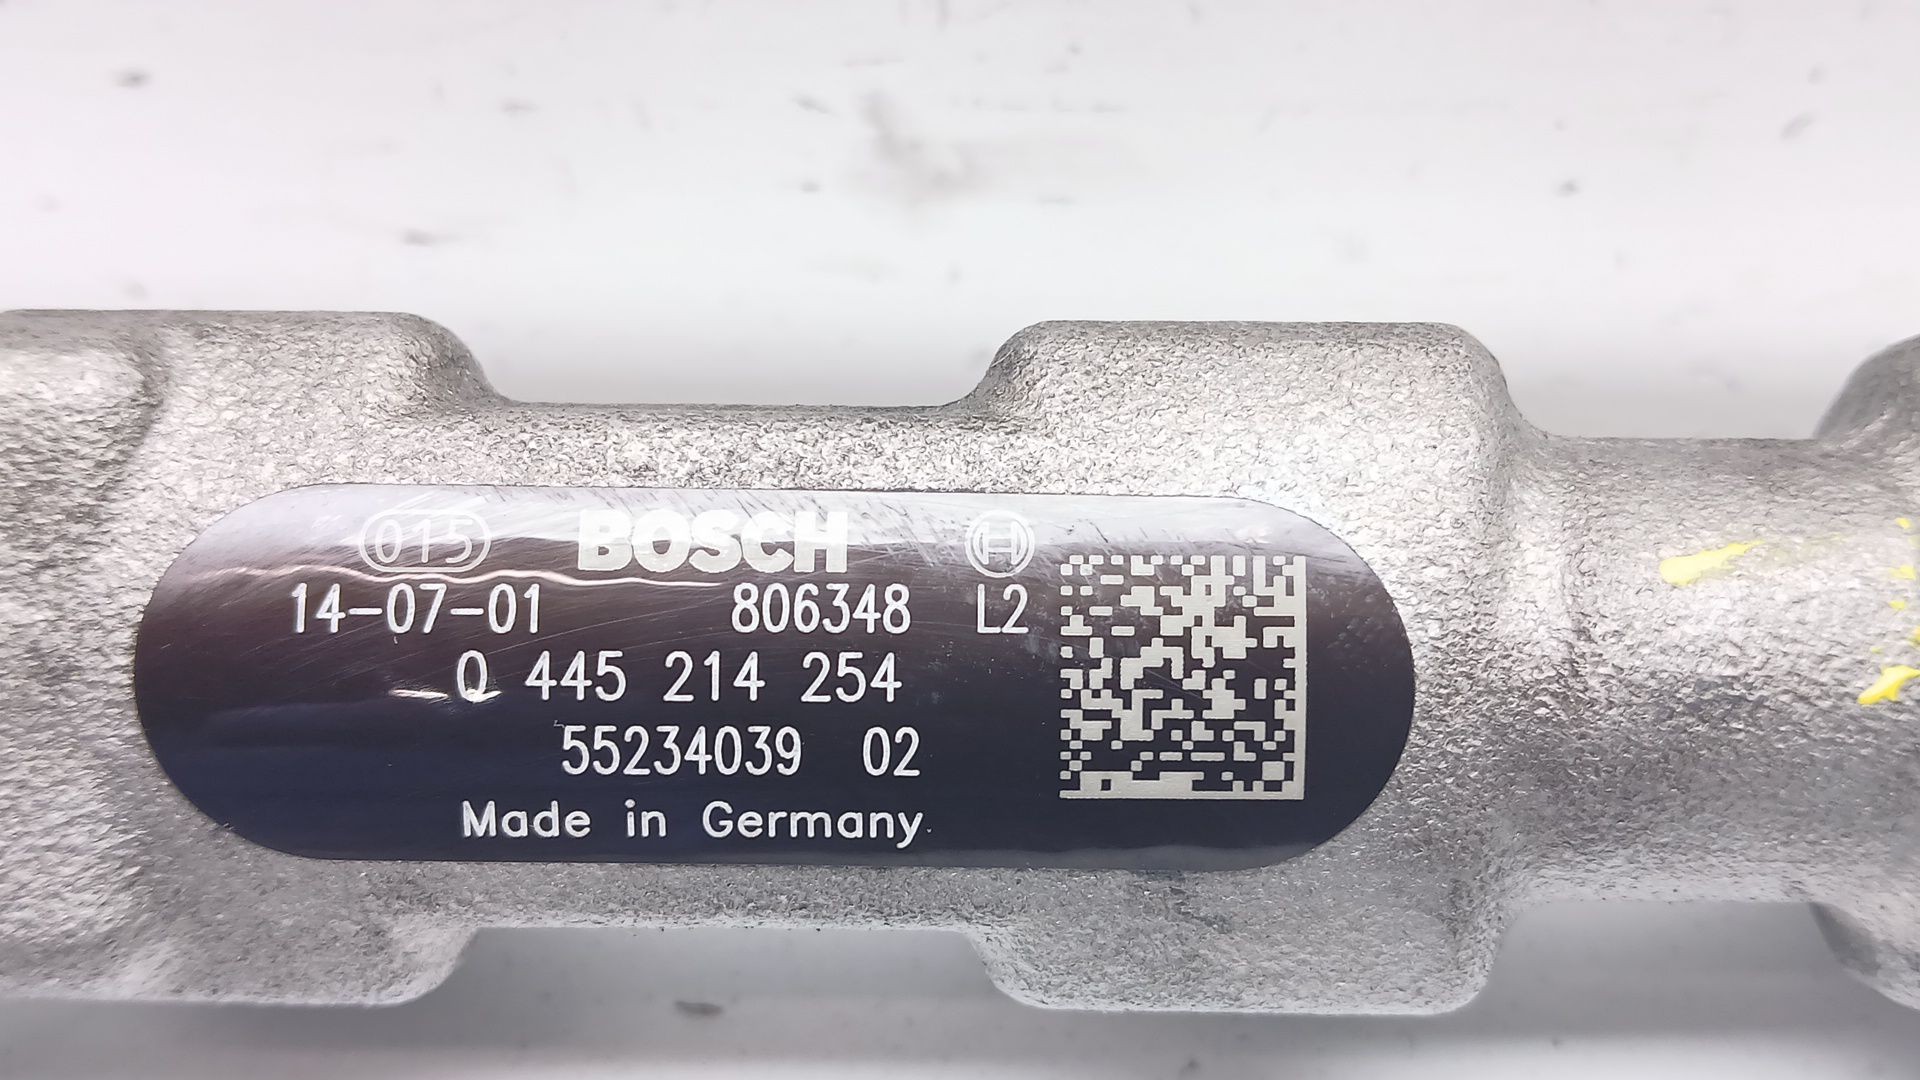 015 BOSCH H
14-07-01 806348 L2
0 445 214 254
55234039 02
Made in Germany